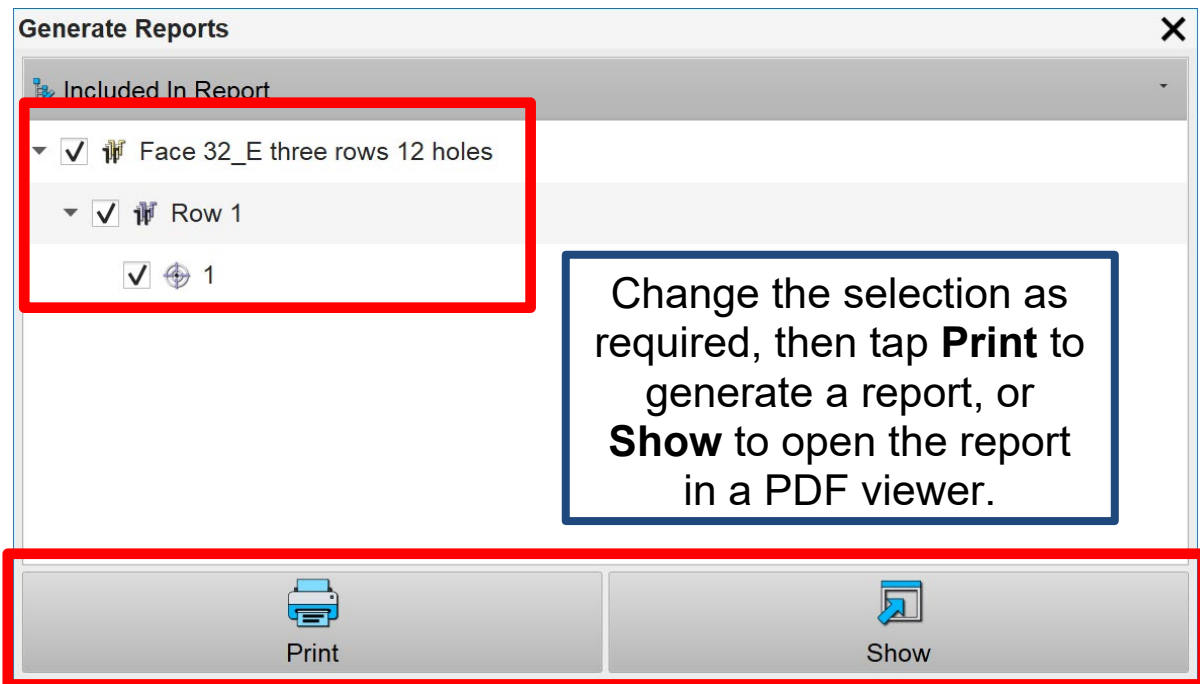 Generate Reports
Included In Report
Face 32_E three rows 12 holes
Row 1
1
Change the selection as
required, then tap Print to
generate a report, or
Show to open the report
in a PDF viewer.
Print
Show